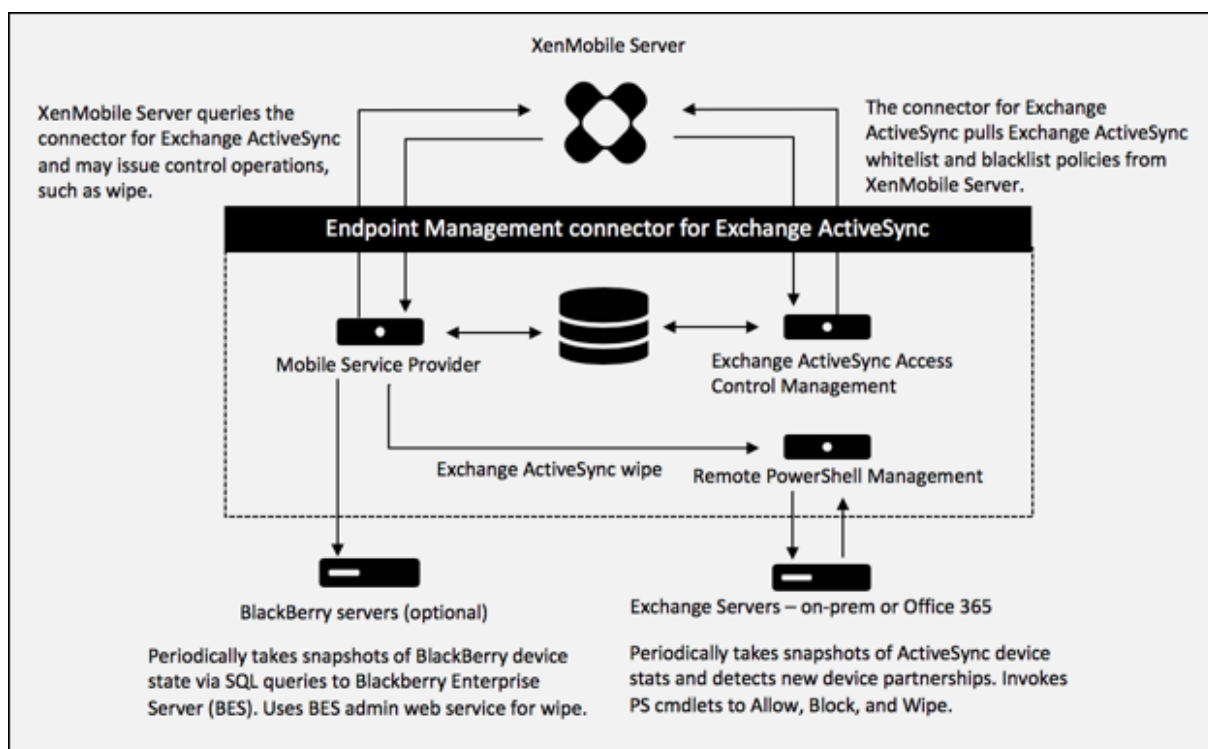 XenMobile Server
XenMobile Server queries the
connector for Exchange ActiveSync
and may issue control operations,
such as wipe.
The connector for Exchange
ActiveSync pulls Exchange ActiveSync
whitelist and blacklist policies from
XenMobile Server.
Endpoint Management connector for Exchange ActiveSync
Mobile Service Provider
Exchange ActiveSync Access
Control Management
Exchange ActiveSync wipe
Remote PowerShell Management
BlackBerry servers (optional)
Periodically takes snapshots of BlackBerry device
state via SQL queries to Blackberry Enterprise
Server (BES). Uses BES admin web service for wipe.
Exchange Servers – on-prem or Office 365
Periodically takes snapshots of ActiveSync device
stats and detects new device partnerships. Invokes
PS cmdlets to Allow, Block, and Wipe.